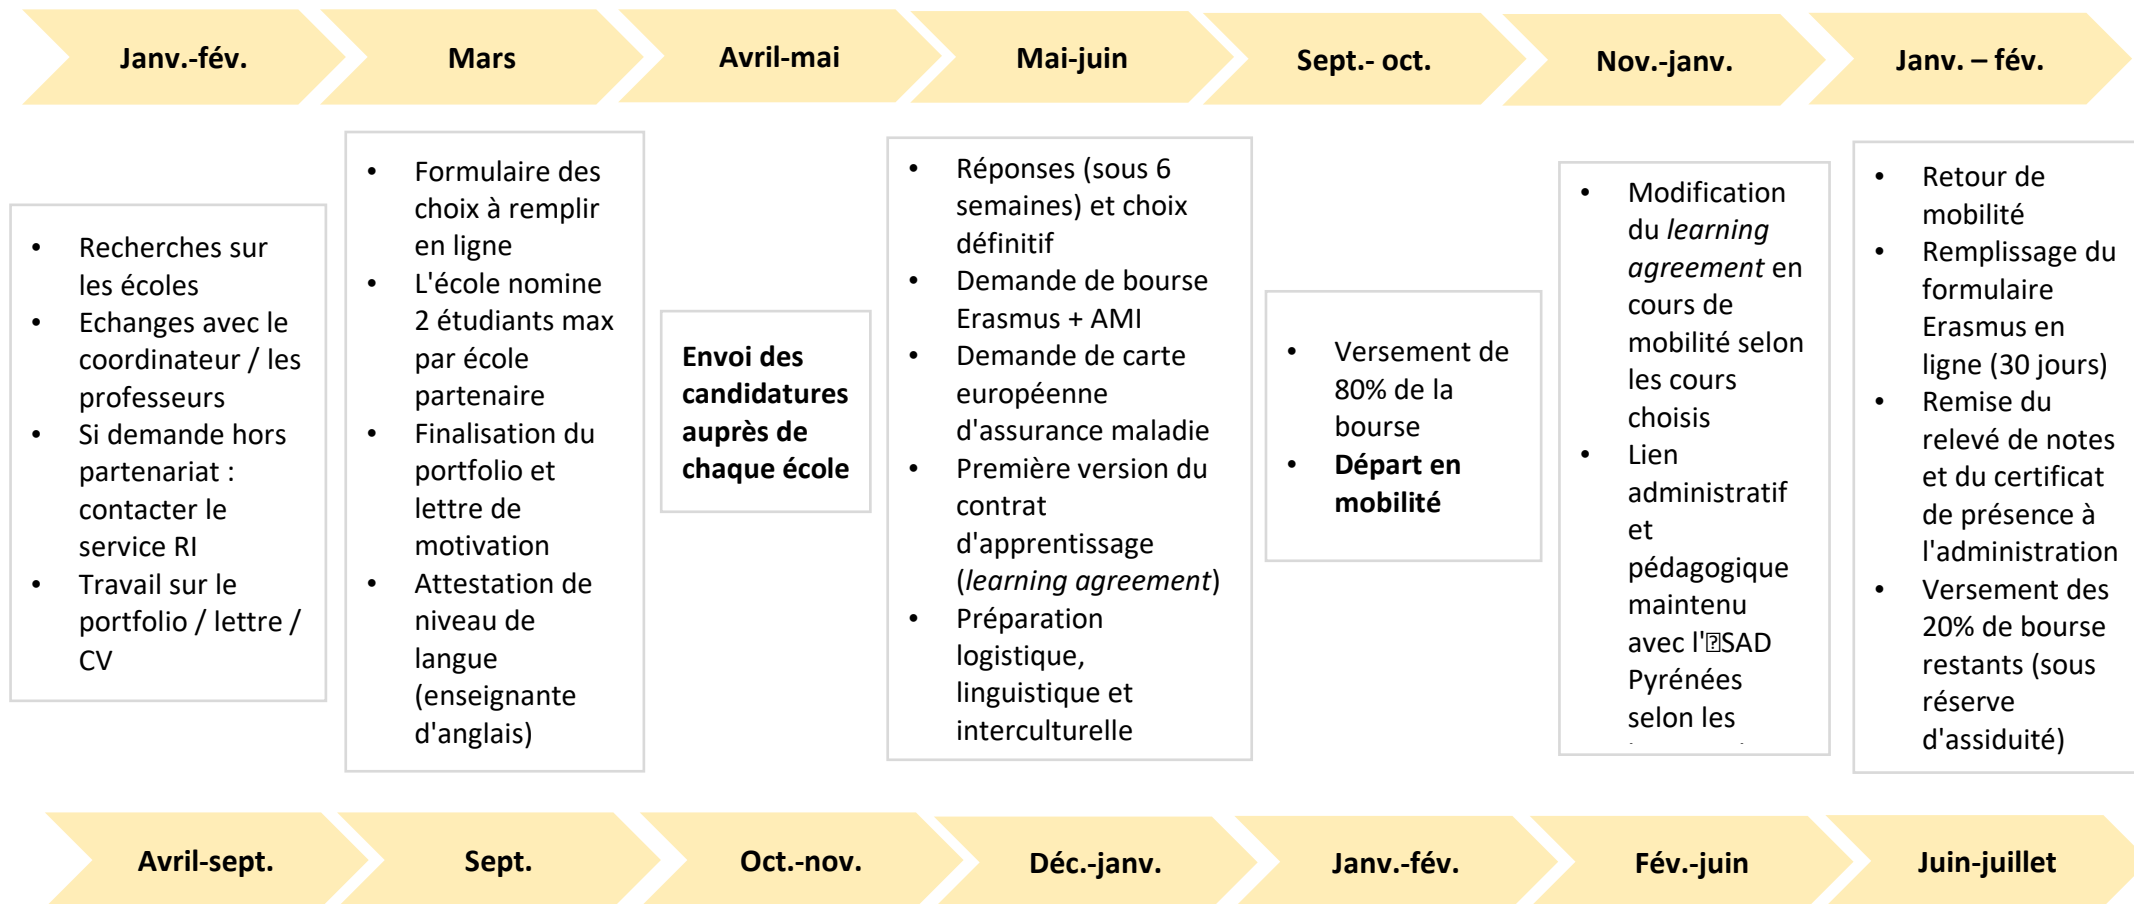 Janv.-fév.
Mars
Avril-mai
Mai-juin
Sept.- oct.
Nov.-janv.
Janv. – fév.
• Recherches sur
les écoles
• Echanges avec le
coordinateur / les
professeurs
• Si demande hors
partenariat :
contacter le
service RI
• Travail sur le
portfolio / lettre /
CV
• Formulaire des
choix à remplir
en ligne
• L'école nomine
2 étudiants max
par école
partenaire
• Finalisation du
portfolio et
lettre de
motivation
• Attestation de
niveau de
langue
(enseignante
d'anglais)
Envoi des
candidatures
auprès de
chaque école
• Réponses (sous 6
semaines) et choix
définitif
• Demande de bourse
Erasmus + AMI
• Demande de carte
européenne
d'assurance maladie
• Première version du
contrat
d'apprentissage
(learning agreement)
• Préparation
logistique,
linguistique et
interculturelle
• Versement de
80% de la
bourse
• Départ en
mobilité
• Modification
du learning
agreement en
cours de
mobilité selon
les cours
choisis
• Lien
administratif
et
pédagogique
maintenu
avec l'⍰SAD
Pyrénées
selon les
• Retour de
mobilité
• Remplissage du
formulaire
Erasmus en
ligne (30 jours)
• Remise du
relevé de notes
et du certificat
de présence à
l'administration
• Versement des
20% de bourse
restants (sous
réserve
d'assiduité)
Avril-sept.
Sept.
Oct.-nov.
Déc.-janv.
Janv.-fév.
Fév.-juin
Juin-juillet